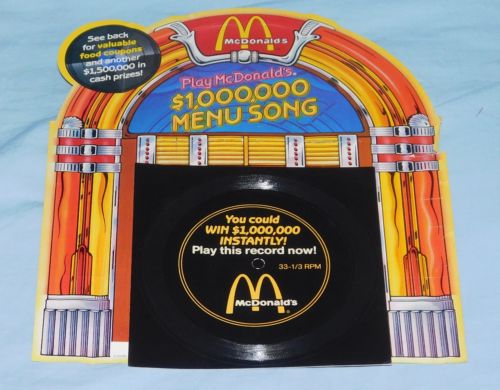 See back
for valuable
food coupons
and another
$1,500,000 in
cash prizes!
McDonald's
Play McDonald's®
$1,000,000
MENU SONG
You could
WIN $1,000,000
INSTANTLY!
Play this record now!
33-1/3 RPM
McDonald's
®